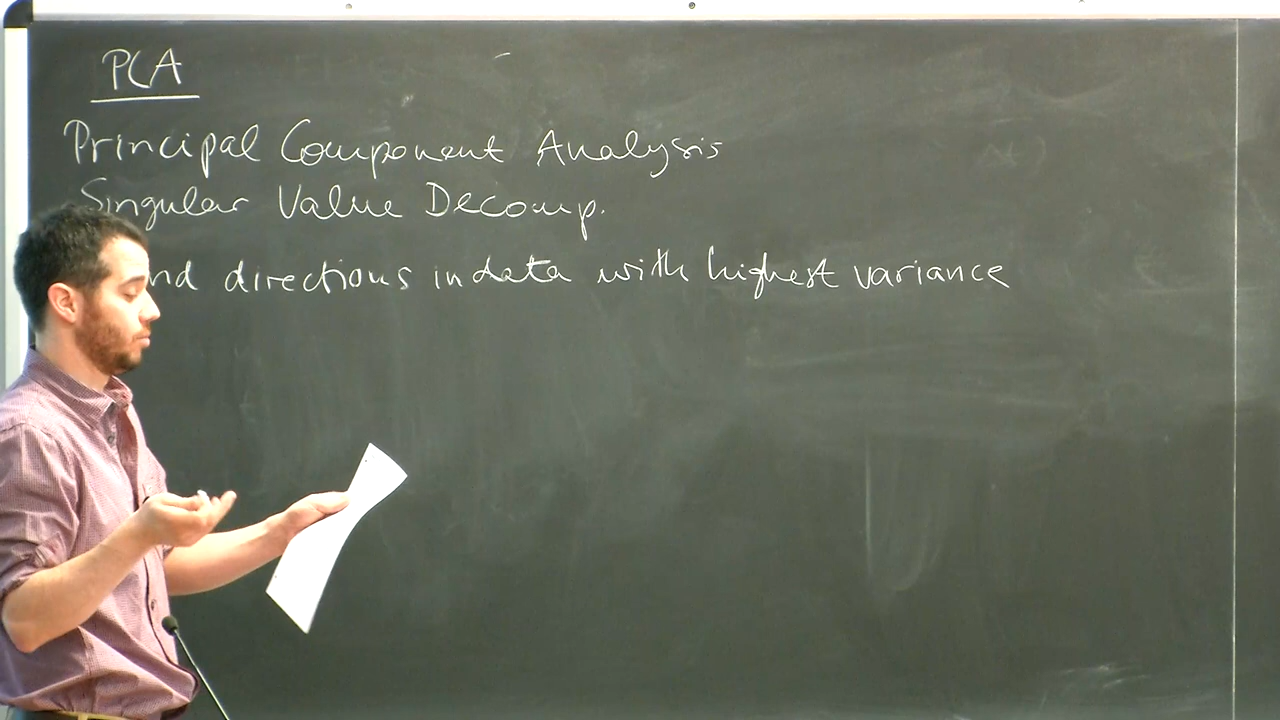 PCA
Principal Component Analysis
Singular Value Decomp.
directions in data with highest variance